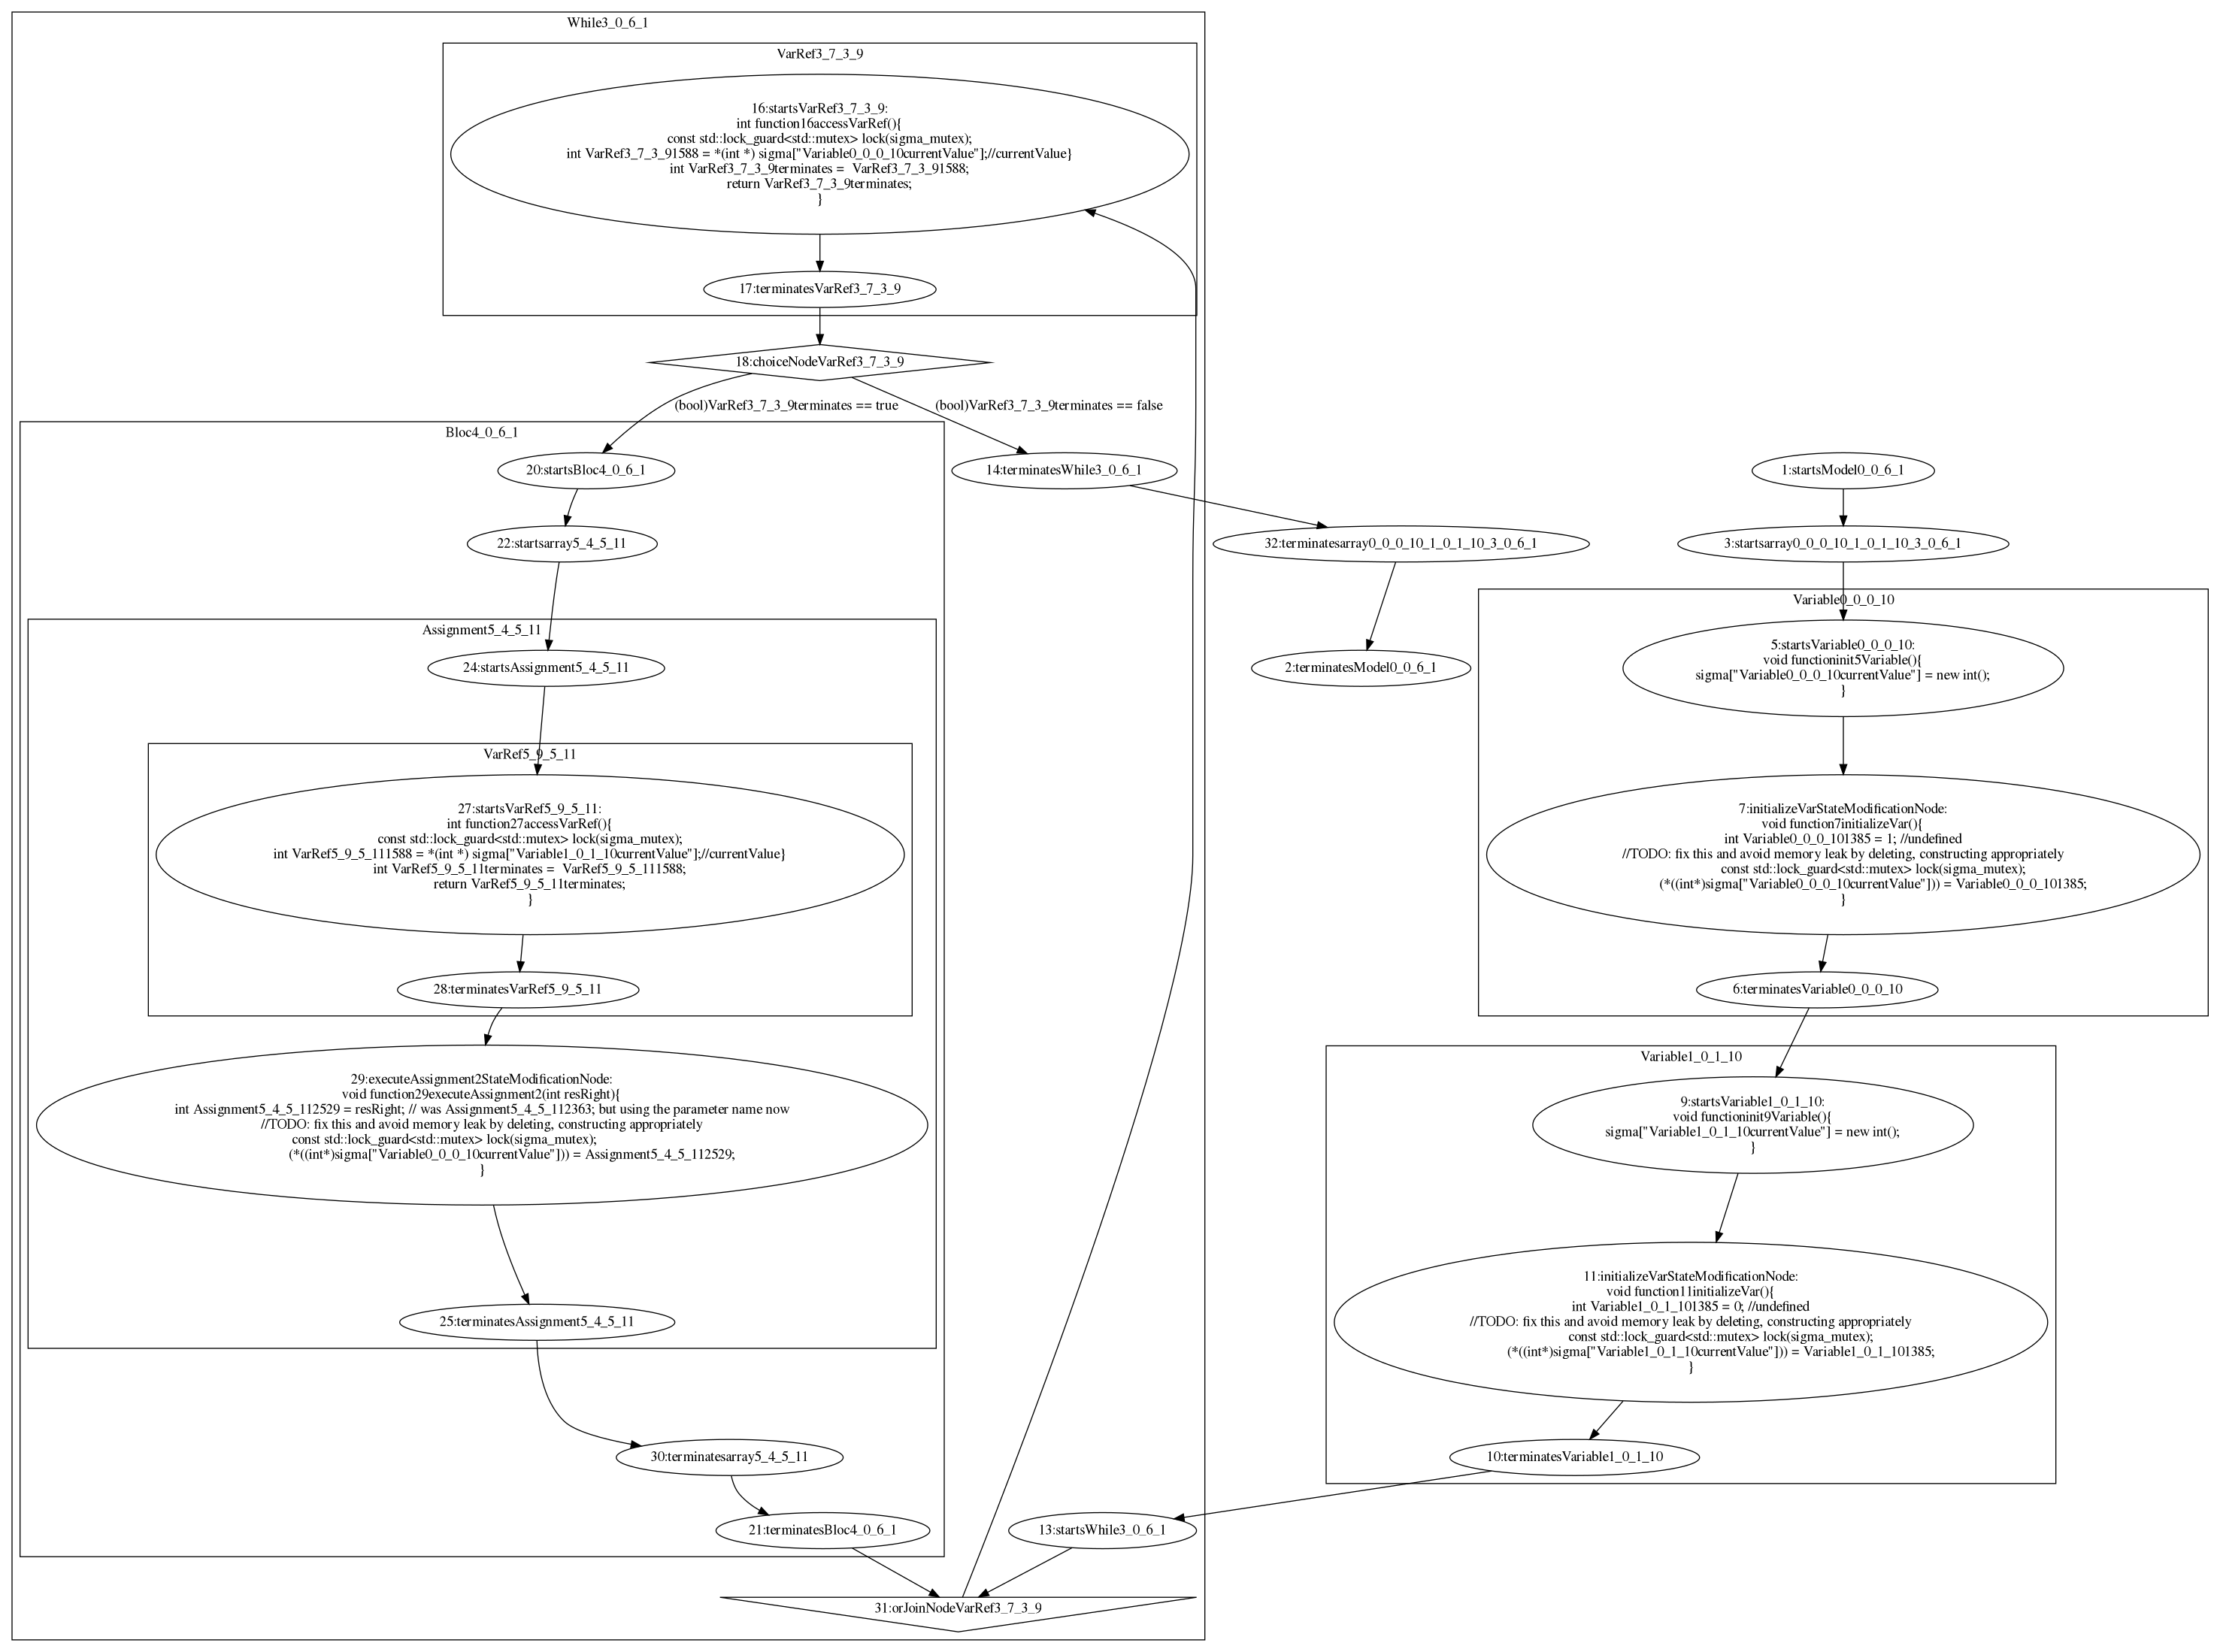 While3_0_6_1
VarRef3_7_3_9
16:startsVarRef3_7_3_9:
int function16accessVarRef(){
const std::lock_guard<std::mutex> lock(sigma_mutex);
int VarRef3_7_3_91588 = *(int *) sigma["Variable0_0_0_10currentValue"];//currentValue}
int VarRef3_7_3_9terminates =  VarRef3_7_3_91588;
return VarRef3_7_3_9terminates;
}
17:terminatesVarRef3_7_3_9
18:choiceNodeVarRef3_7_3_9
(bool)VarRef3_7_3_9terminates == true
(bool)VarRef3_7_3_9terminates == false
Bloc4_0_6_1
20:startsBloc4_0_6_1
14:terminatesWhile3_0_6_1
1:startsModel0_0_6_1
22:startsarray5_4_5_11
32:terminatesarray0_0_0_10_1_0_1_10_3_0_6_1
3:startsarray0_0_0_10_1_0_1_10_3_0_6_1
Assignment5_4_5_11
24:startsAssignment5_4_5_11
2:terminatesModel0_0_6_1
Variable0_0_0_10
5:startsVariable0_0_0_10:
void functioninit5Variable(){
sigma["Variable0_0_0_10currentValue"] = new int();
}
VarRef5_9_5_11
27:startsVarRef5_9_5_11:
int function27accessVarRef(){
const std::lock_guard<std::mutex> lock(sigma_mutex);
int VarRef5_9_5_111588 = *(int *) sigma["Variable1_0_1_10currentValue"];//currentValue}
int VarRef5_9_5_11terminates =  VarRef5_9_5_111588;
return VarRef5_9_5_11terminates;
}
7:initializeVarStateModificationNode:
void function7initializeVar(){
int Variable0_0_0_101385 = 1; //undefined
//TODO: fix this and avoid memory leak by deleting, constructing appropriately
const std::lock_guard<std::mutex> lock(sigma_mutex);
(*((int*)sigma["Variable0_0_0_10currentValue"])) = Variable0_0_0_101385;
}
28:terminatesVarRef5_9_5_11
6:terminatesVariable0_0_0_10
29:executeAssignment2StateModificationNode:
void function29executeAssignment2(int resRight){
int Assignment5_4_5_112529 = resRight; // was Assignment5_4_5_112363; but using the parameter name now
//TODO: fix this and avoid memory leak by deleting, constructing appropriately
const std::lock_guard<std::mutex> lock(sigma_mutex);
(*((int*)sigma["Variable0_0_0_10currentValue"])) = Assignment5_4_5_112529;
}
Variable1_0_1_10
9:startsVariable1_0_1_10:
void functioninit9Variable(){
sigma["Variable1_0_1_10currentValue"] = new int();
}
25:terminatesAssignment5_4_5_11
11:initializeVarStateModificationNode:
void function11initializeVar(){
int Variable1_0_1_101385 = 0; //undefined
//TODO: fix this and avoid memory leak by deleting, constructing appropriately
const std::lock_guard<std::mutex> lock(sigma_mutex);
(*((int*)sigma["Variable1_0_1_10currentValue"])) = Variable1_0_1_101385;
}
30:terminatesarray5_4_5_11
10:terminatesVariable1_0_1_10
21:terminatesBloc4_0_6_1
13:startsWhile3_0_6_1
31:orJoinNodeVarRef3_7_3_9